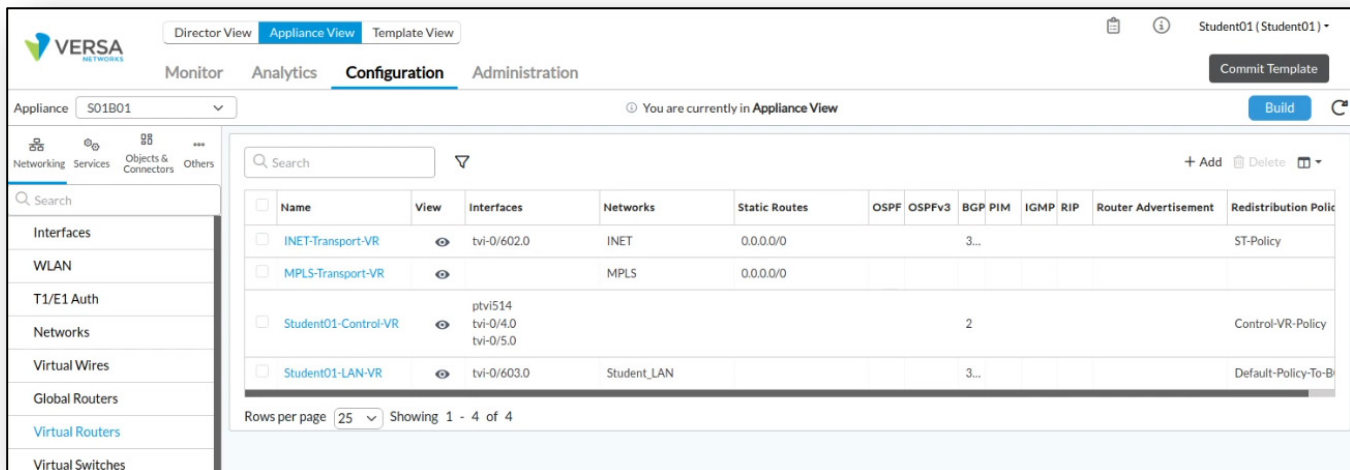 Director View Appliance View Template View
Student01 (Student01)
VERSA
NETWORKS
Monitor Analytics Configuration Administration
Commit Template
Appliance S01B01
You are currently in Appliance View
Build
Networking Services Objects & Connectors Others
Search
+ Add Delete
Search
Name View Interfaces Networks Static Routes OSPF OSPFv3 BGP PIM IGMP RIP Router Advertisement Redistribution Polic
Interfaces
INET-Transport-VR tvi-0/602.0 INET 0.0.0.0/0 3... ST-Policy
WLAN
MPLS-Transport-VR MPLS 0.0.0.0/0
T1/E1 Auth
ptvi514
Student01-Control-VR tvi-0/4.0 2 Control-VR-Policy
tvi-0/5.0
Networks
Virtual Wires
Student01-LAN-VR tvi-0/603.0 Student_LAN 3... Default-Policy-To-B
Global Routers
Rows per page 25 Showing 1 - 4 of 4
Virtual Routers
Virtual Switches